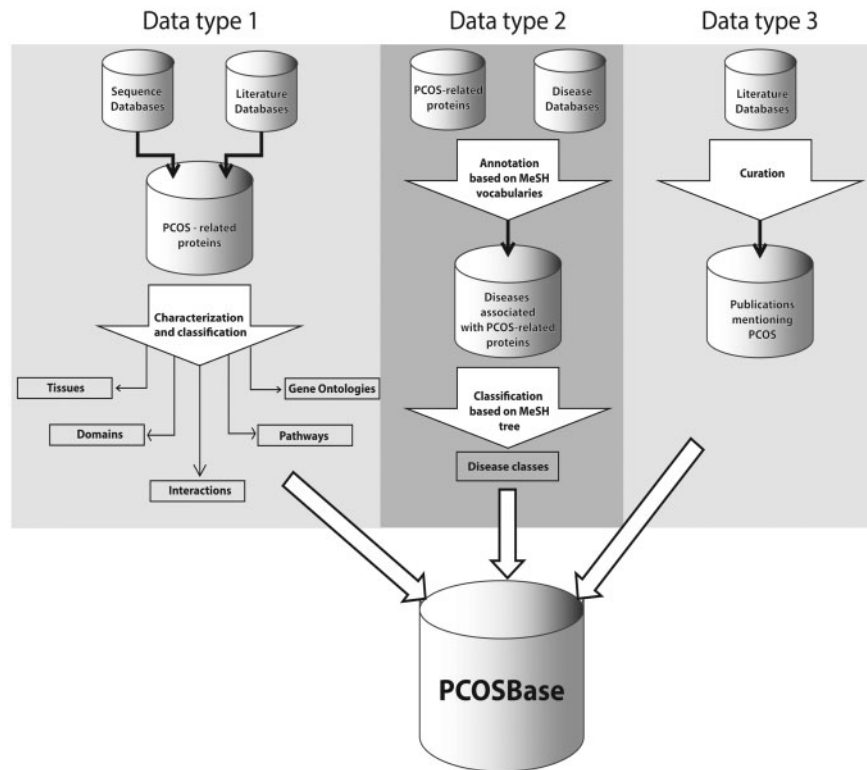 Data type 1
Data type 2
Data type 3
Sequence
Databases
Literature
Databases
PCOS - related
proteins
Characterization
and classification
Tissues
Gene Ontologies
Domains
Pathways
Interactions
PCOS-related
proteins
Disease
Databases
Annotation
based on MeSH
vocabularies
Diseases
associated
with PCOS-related
proteins
Classification
based on MeSH
tree
Disease classes
Literature
Databases
Curation
Publications
mentioning
PCOS
PCOSBase